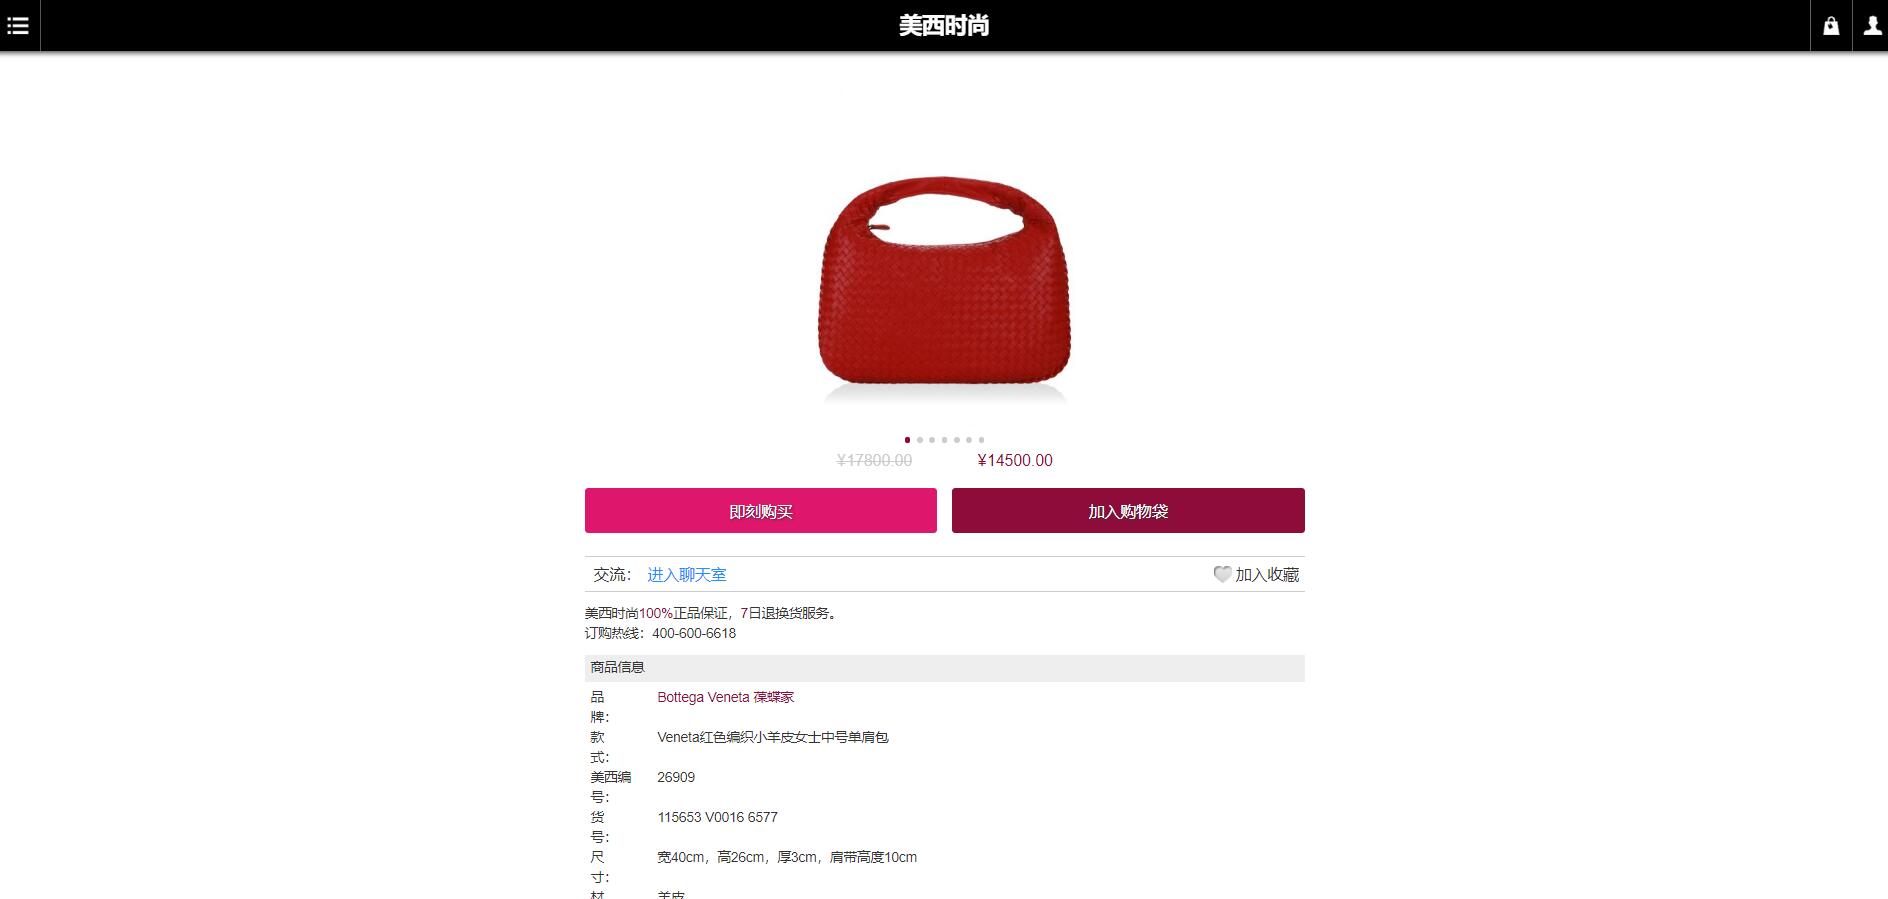 美西时尚
¥17800.00 ¥14500.00
即刻购买 加入购物袋
交流： 进入聊天室 加入收藏
美西时尚100%正品保证，7日退换货服务。
订购热线：400-600-6618
商品信息
品牌： Bottega Veneta 葆蝶家
款式： Veneta红色编织小羊皮女士中号单肩包
美西编号： 26909
货号： 115653 V0016 6577
尺寸： 宽40cm，高26cm，厚3cm，肩带高度10cm
材 羊皮